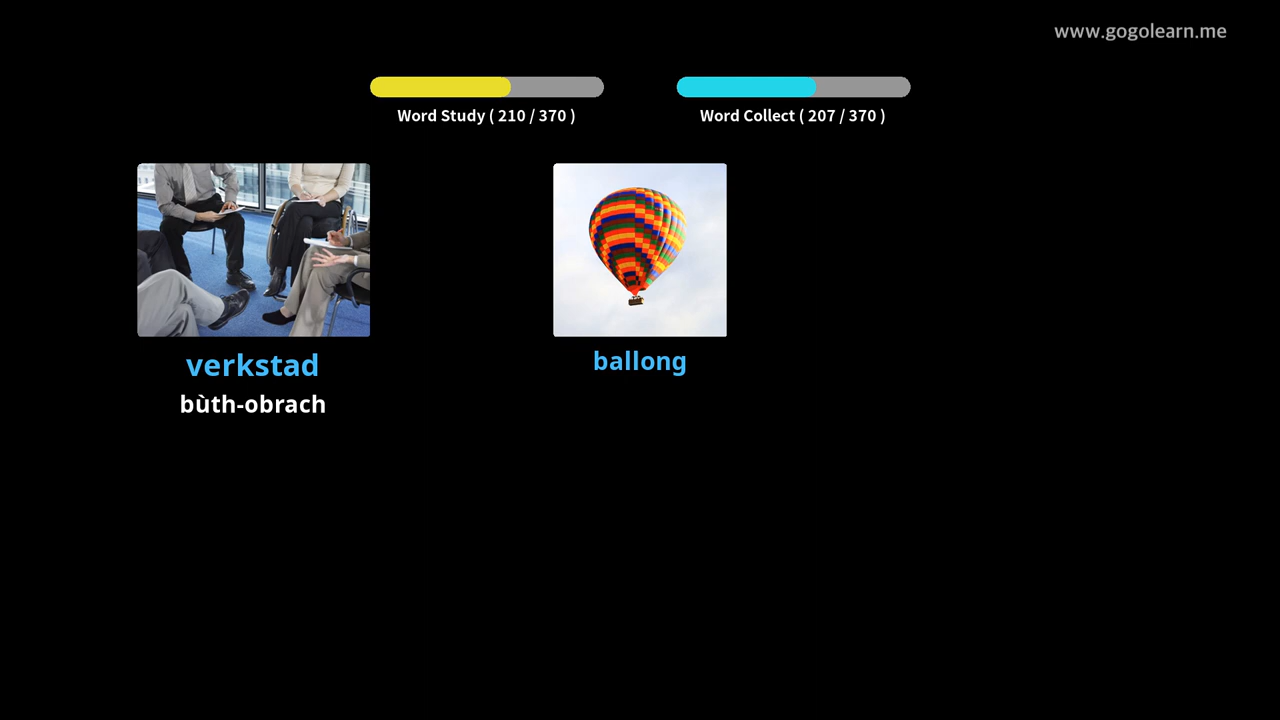 www.gogolearn.me
Word Study ( 210 / 370 )
Word Collect ( 207 / 370 )
verkstad
bùth-obrach
ballong